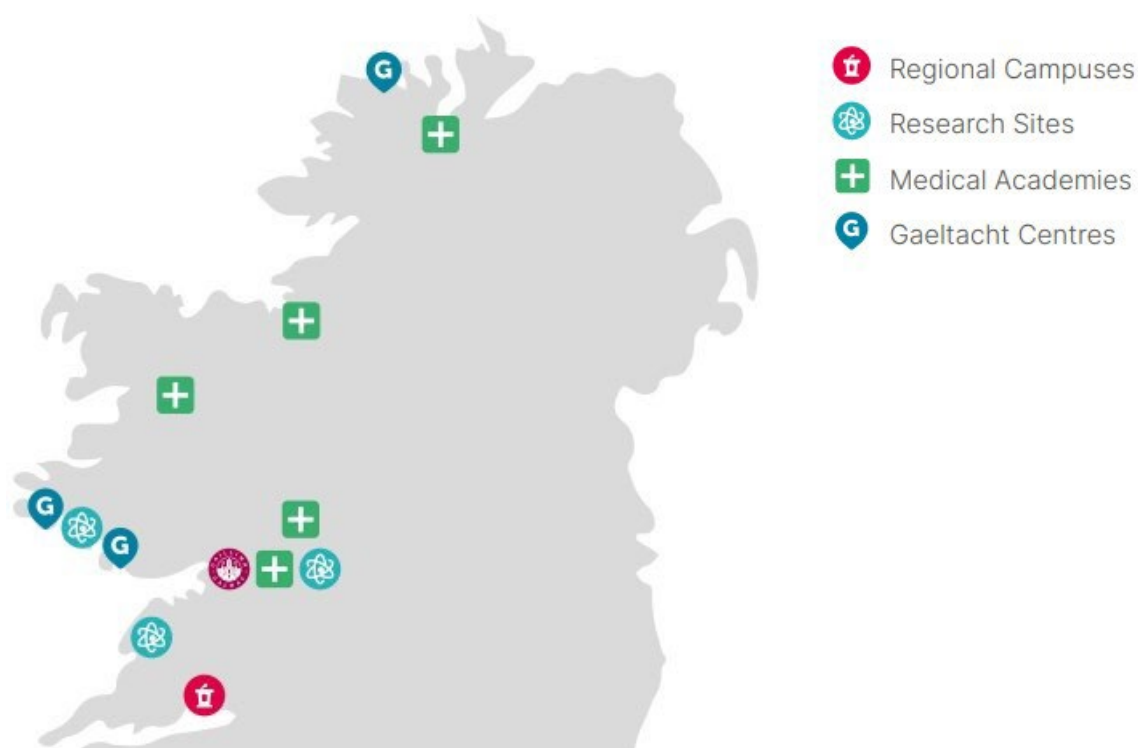 Regional Campuses
Research Sites
Medical Academies
Gaeltacht Centres
G
G
G
G